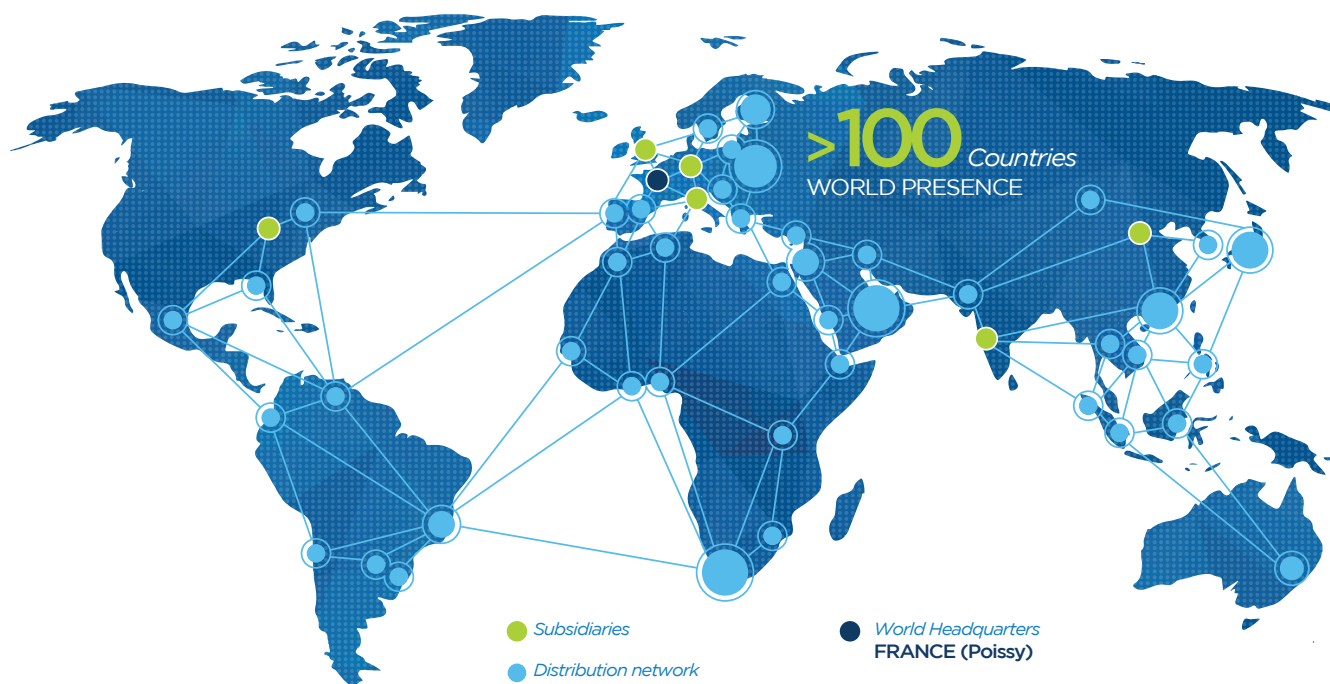 >100 Countries
WORLD PRESENCE
Subsidiaries
Distribution network
World Headquarters
FRANCE (Poissy)